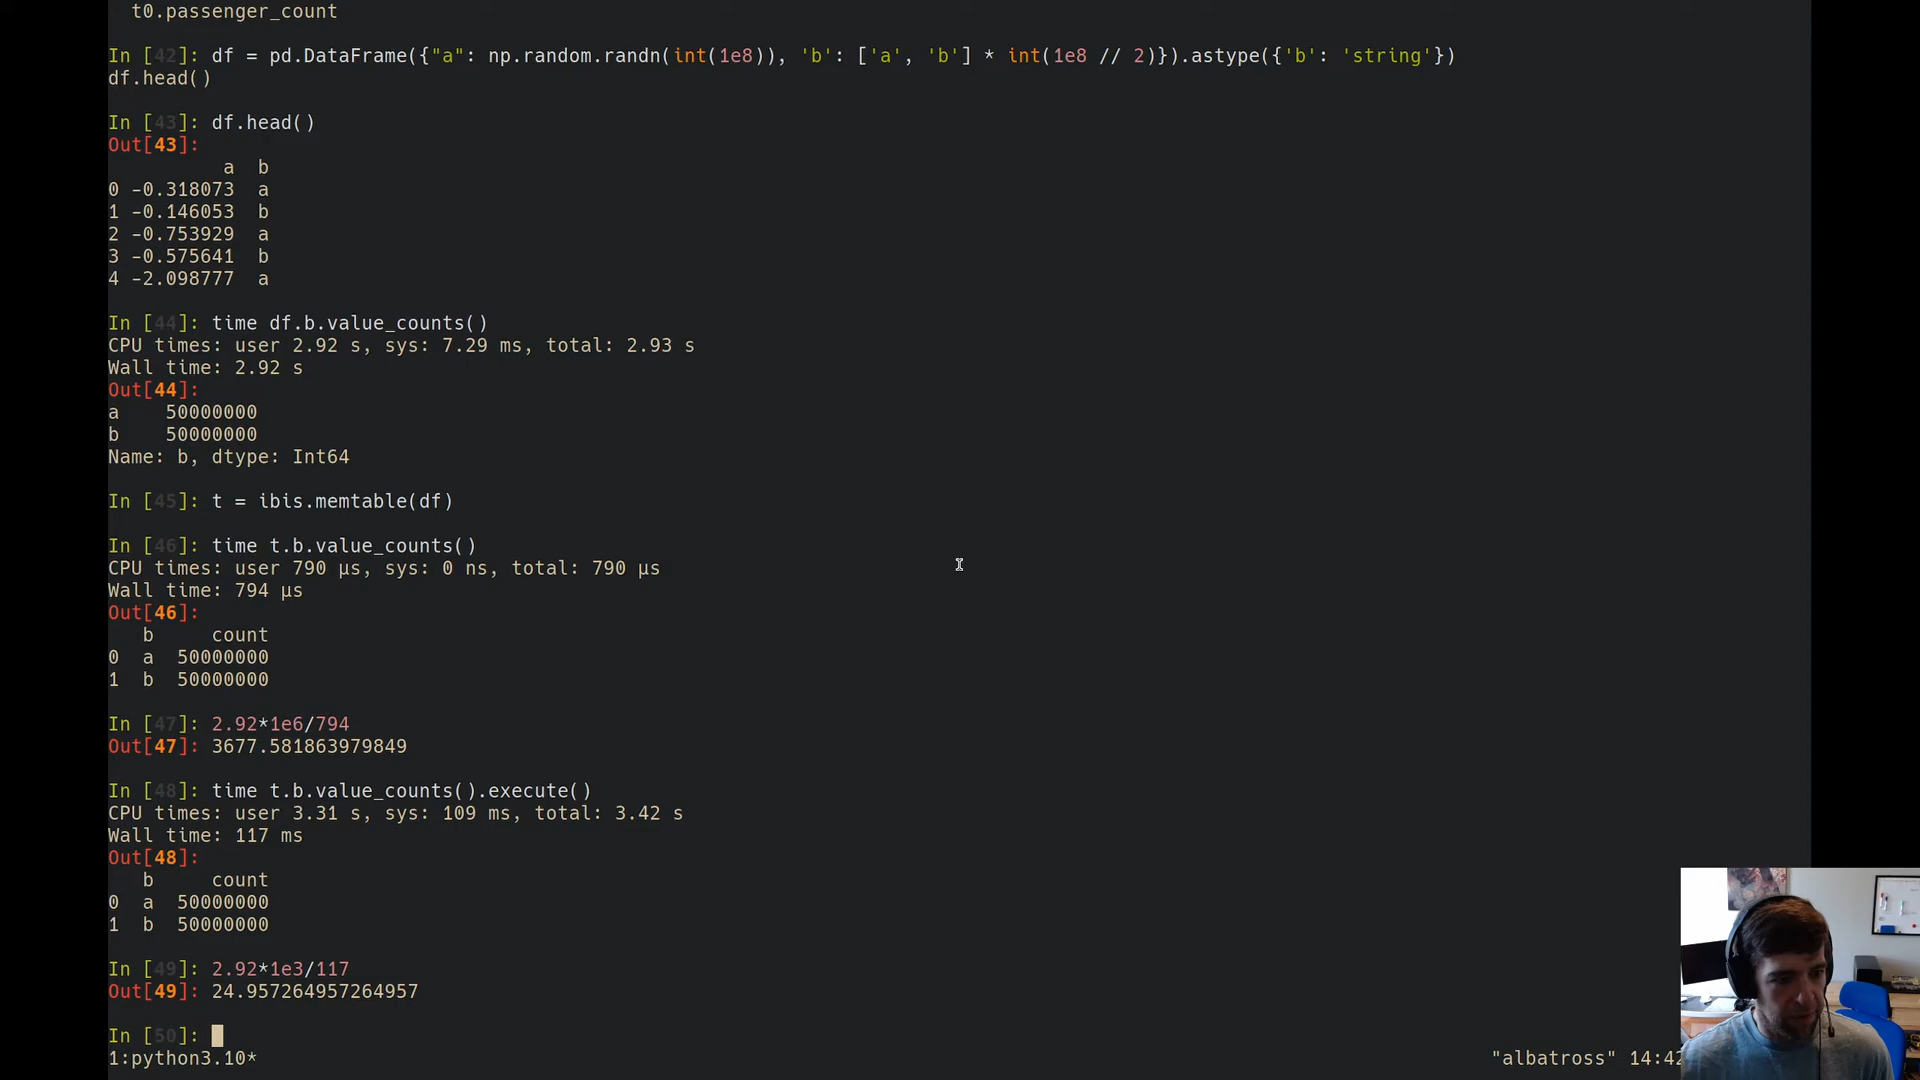 t0.passenger_count
In [42]: df = pd.DataFrame({"a": np.random.randn(int(1e8)), 'b': ['a', 'b'] * int(1e8 // 2)}).astype({'b': 'string'})
df.head()
In [43]: df.head()
Out[43]:
a b
0 -0.318073 a
1 -0.146053 b
2 -0.753929 a
3 -0.575641 b
4 -2.098777 a
In [44]: time df.b.value_counts()
CPU times: user 2.92 s, sys: 7.29 ms, total: 2.93 s
Wall time: 2.92 s
Out[44]:
a 50000000
b 50000000
Name: b, dtype: Int64
In [45]: t = ibis.memtable(df)
In [46]: time t.b.value_counts()
CPU times: user 790 µs, sys: 0 ns, total: 790 µs
Wall time: 794 µs
Out[46]:
b count
0 a 50000000
1 b 50000000
In [47]: 2.92*1e6/794
Out[47]: 3677.581863979849
In [48]: time t.b.value_counts().execute()
CPU times: user 3.31 s, sys: 109 ms, total: 3.42 s
Wall time: 117 ms
Out[48]:
b count
0 a 50000000
1 b 50000000
In [49]: 2.92*1e3/117
Out[49]: 24.957264957264957
In [50]:
1:python3.10* "albatross" 14:42